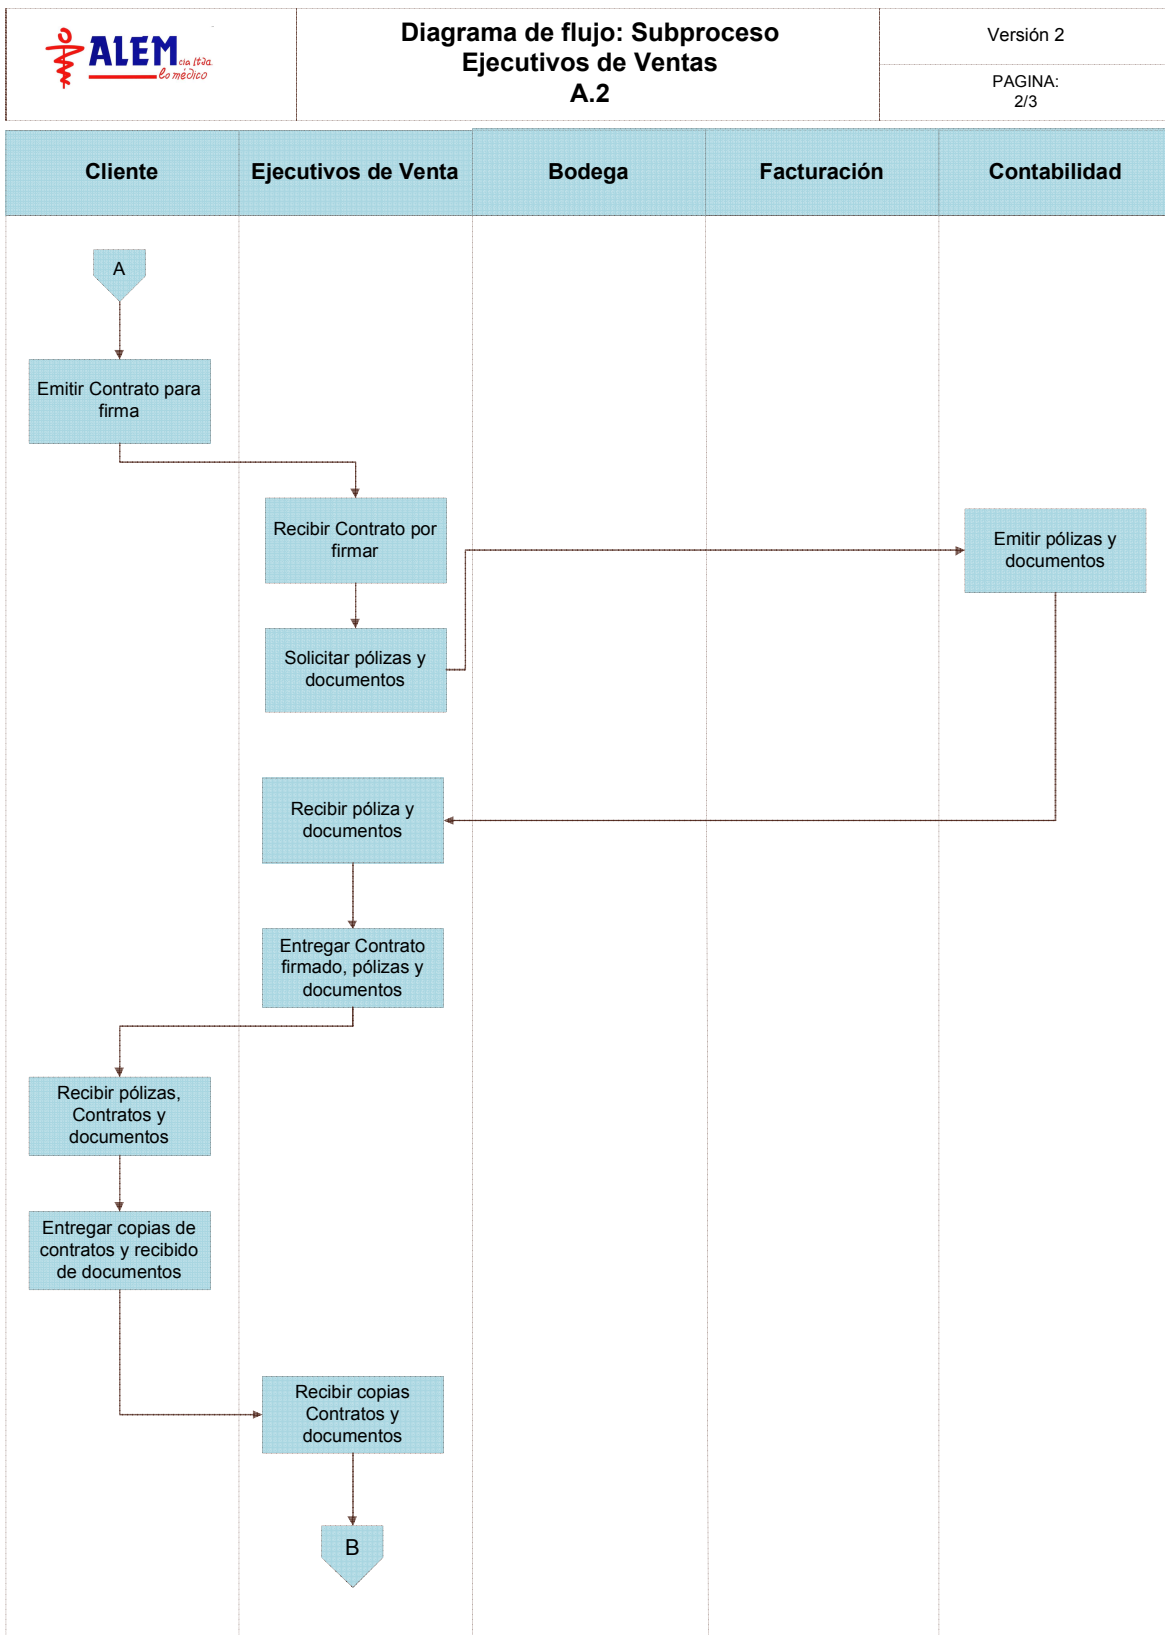 ALEM
cia ltda.
lo médico
Diagrama de flujo: Subproceso
Ejecutivos de Ventas
A.2
Versión 2
PAGINA:
2/3
Cliente
Ejecutivos de Venta
Bodega
Facturación
Contabilidad
A
Emitir Contrato para
firma
Recibir Contrato por
firmar
Emitir pólizas y
documentos
Solicitar pólizas y
documentos
Recibir póliza y
documentos
Entregar Contrato
firmado, pólizas y
documentos
Recibir pólizas,
Contratos y
documentos
Entregar copias de
contratos y recibido
de documentos
Recibir copias
Contratos y
documentos
B